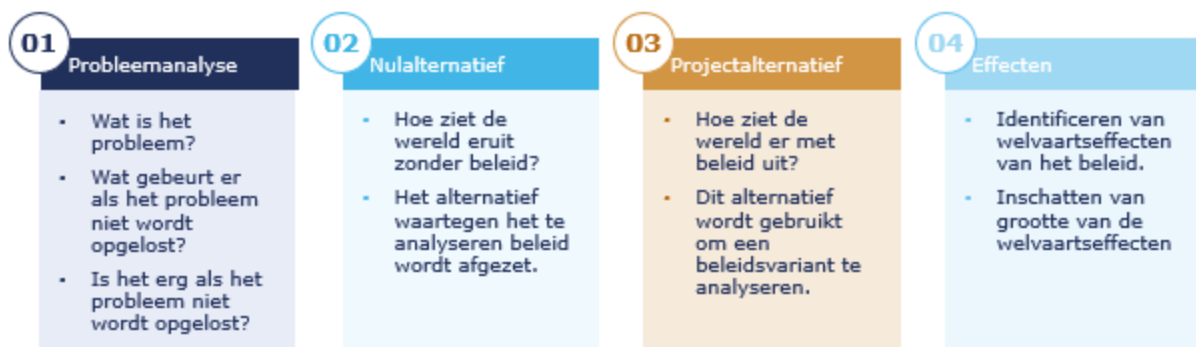 01
Probleemanalyse
• Wat is het
probleem?
• Wat gebeurt er
als het probleem
niet wordt
opgelost?
• Is het erg als het
probleem niet
wordt opgelost?
02
Nulalternatief
• Hoe ziet de
wereld eruit
zonder beleid?
• Het alternatief
waartegen het te
analyseren beleid
wordt afgezet.
03
Projectalternatief
• Hoe ziet de
wereld er met
beleid uit?
• Dit alternatief
wordt gebruikt
om een
beleidsvariant te
analyseren.
04
Effecten
• Identificeren van
welvaartseffecten
van het beleid.
• Inschatten van
grootte van de
welvaartseffecten